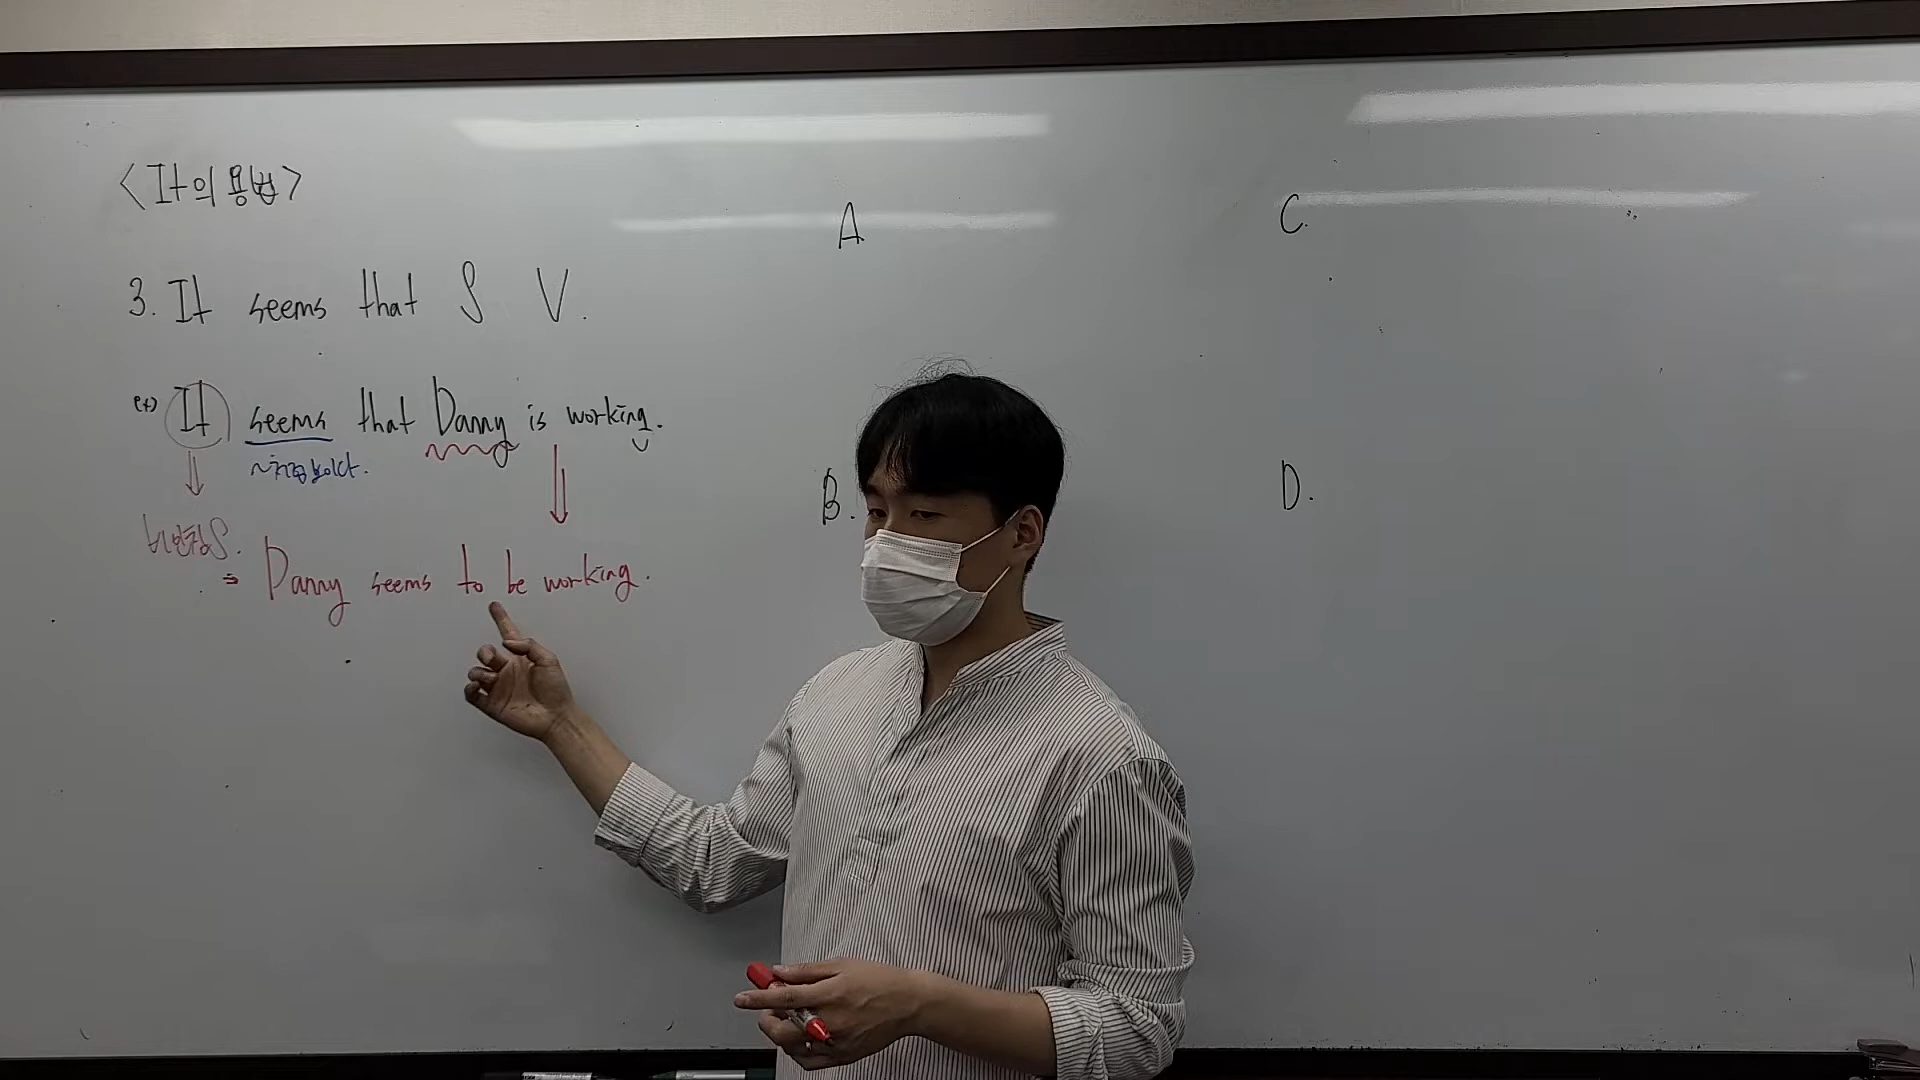 <It의 용법>
3. It seems that S V.
ex) It seems that Danny is working.
~처럼 보이다.
비인칭S.
⇒ Danny seems to be working.
A
B.
C.
D.